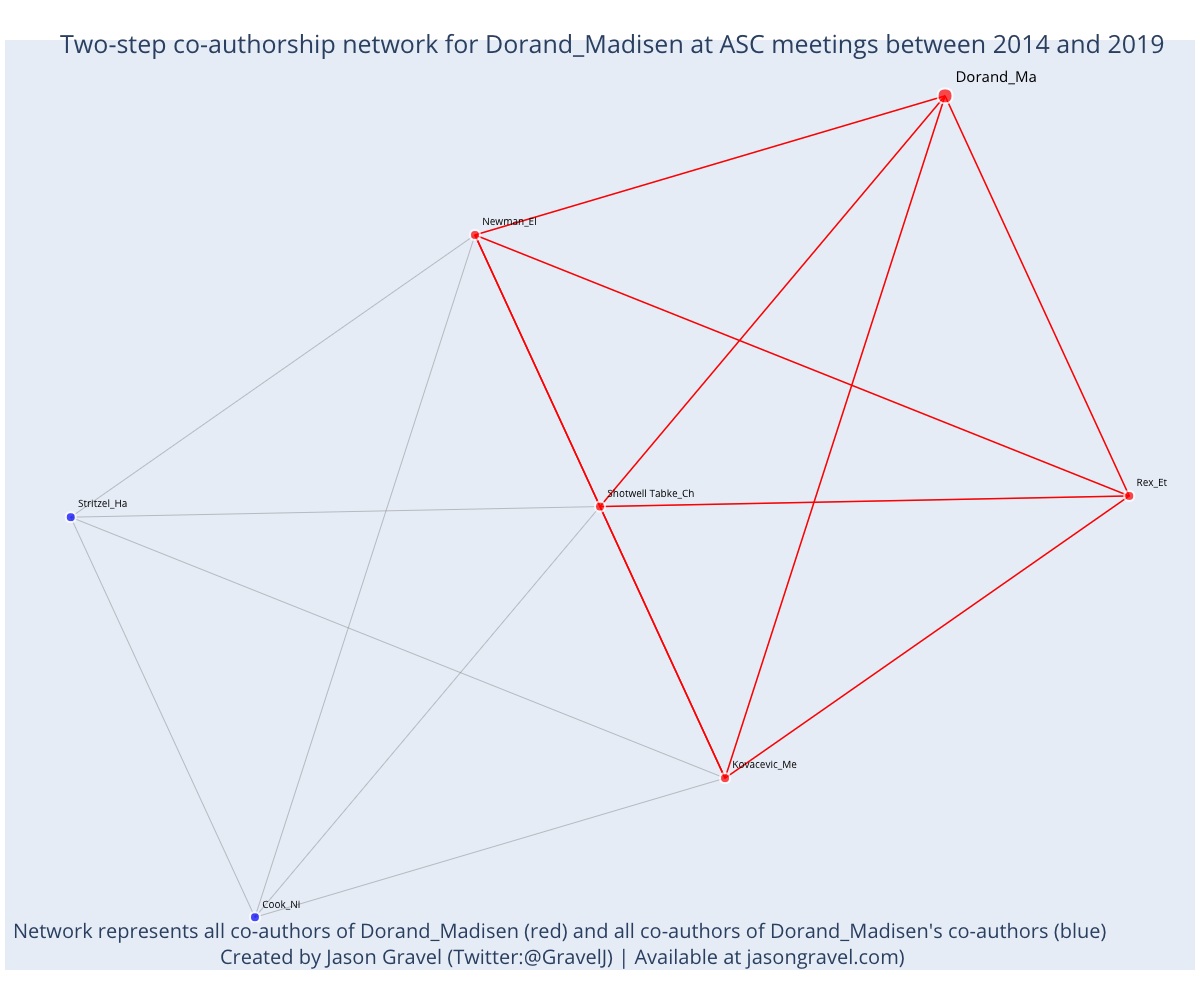 Two-step co-authorship network for Dorand_Madisen at ASC meetings between 2014 and 2019
Dorand_Ma
Newman_El
Rex_Et
Shotwell Tabke_Ch
Stritzel_Ha
Kovacevic_Me
Cook_Ni
Network represents all co-authors of Dorand_Madisen (red) and all co-authors of Dorand_Madisen's co-authors (blue)
Created by Jason Gravel (Twitter:@GravelJ) | Available at jasongravel.com)